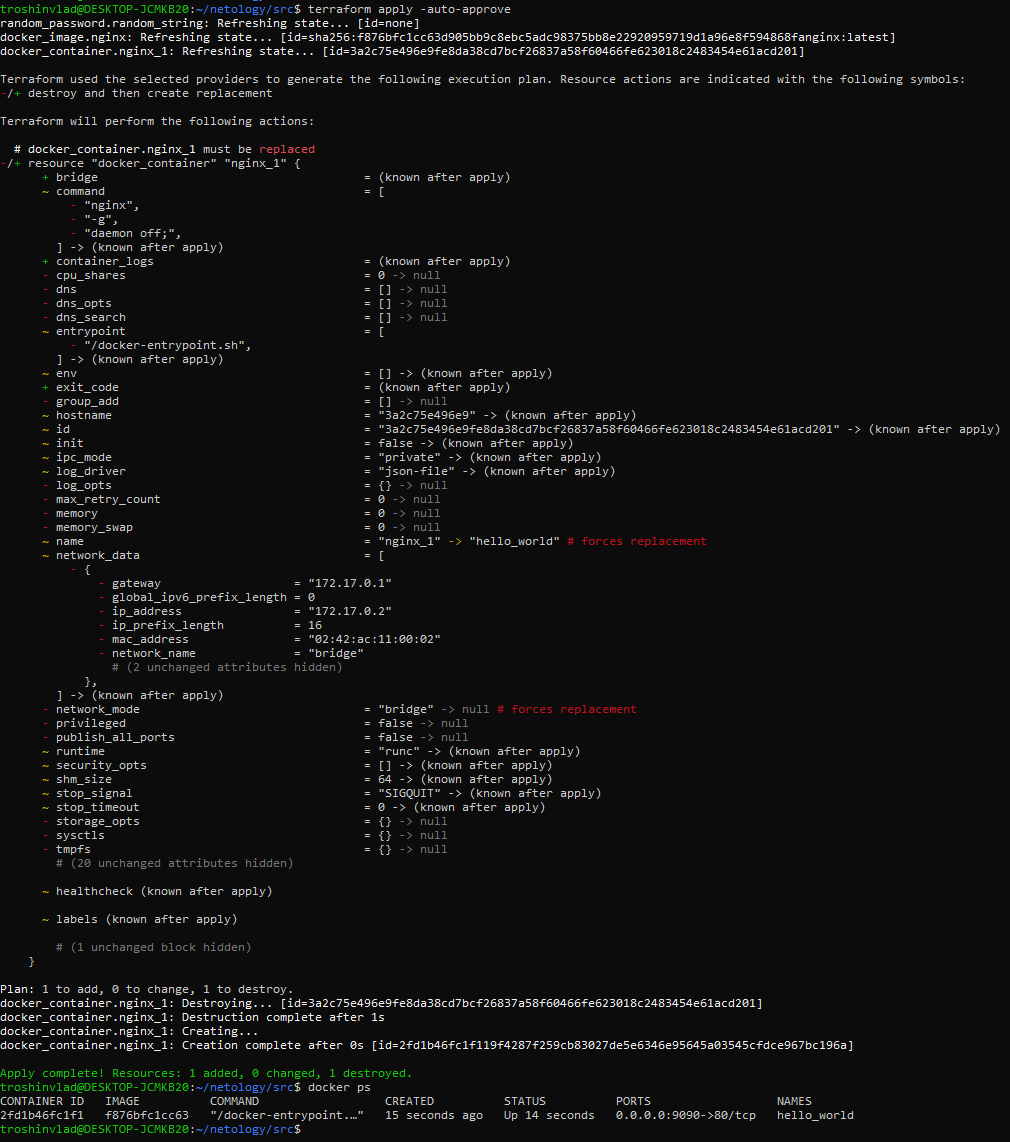 troshinvlad@DESKTOP-JCMKB20:~/netology/src$ terraform apply -auto-approve
random_password.random_string: Refreshing state... [id=none]
docker_image.nginx: Refreshing state... [id=sha256:f876bfc1cc63d905bb9c8ebc5adc98375bb8e22920959719d1a96e8f594868fanginx:latest]
docker_container.nginx_1: Refreshing state... [id=3a2c75e496e9fe8da38cd7bcf26837a58f60466fe623018c2483454e61acd201]

Terraform used the selected providers to generate the following execution plan. Resource actions are indicated with the following symbols:
-/+ destroy and then create replacement

Terraform will perform the following actions:

  # docker_container.nginx_1 must be replaced
-/+ resource "docker_container" "nginx_1" {
      + bridge                                      = (known after apply)
      ~ command                                     = [
          - "nginx",
          - "-g",
          - "daemon off;",
        ] -> (known after apply)
      + container_logs                              = (known after apply)
      - cpu_shares                                  = 0 -> null
      - dns                                         = [] -> null
      - dns_opts                                    = [] -> null
      - dns_search                                  = [] -> null
      ~ entrypoint                                  = [
          - "/docker-entrypoint.sh",
        ] -> (known after apply)
      ~ env                                         = [] -> (known after apply)
      + exit_code                                   = (known after apply)
      - group_add                                   = [] -> null
      ~ hostname                                    = "3a2c75e496e9" -> (known after apply)
      ~ id                                          = "3a2c75e496e9fe8da38cd7bcf26837a58f60466fe623018c2483454e61acd201" -> (known after apply)
      ~ init                                        = false -> (known after apply)
      ~ ipc_mode                                    = "private" -> (known after apply)
      ~ log_driver                                  = "json-file" -> (known after apply)
      - log_opts                                    = {} -> null
      - max_retry_count                             = 0 -> null
      - memory                                      = 0 -> null
      - memory_swap                                 = 0 -> null
      ~ name                                        = "nginx_1" -> "hello_world" # forces replacement
      ~ network_data                                = [
          - {
              - gateway                   = "172.17.0.1"
              - global_ipv6_prefix_length = 0
              - ip_address                = "172.17.0.2"
              - ip_prefix_length          = 16
              - mac_address               = "02:42:ac:11:00:02"
              - network_name              = "bridge"
                # (2 unchanged attributes hidden)
            },
        ] -> (known after apply)
      - network_mode                                = "bridge" -> null # forces replacement
      - privileged                                  = false -> null
      - publish_all_ports                           = false -> null
      ~ runtime                                     = "runc" -> (known after apply)
      ~ security_opts                               = [] -> (known after apply)
      ~ shm_size                                    = 64 -> (known after apply)
      ~ stop_signal                                 = "SIGQUIT" -> (known after apply)
      ~ stop_timeout                                = 0 -> (known after apply)
      - storage_opts                                = {} -> null
      - sysctls                                     = {} -> null
      - tmpfs                                       = {} -> null
        # (20 unchanged attributes hidden)

      ~ healthcheck (known after apply)

      ~ labels (known after apply)

        # (1 unchanged block hidden)
    }

Plan: 1 to add, 0 to change, 1 to destroy.
docker_container.nginx_1: Destroying... [id=3a2c75e496e9fe8da38cd7bcf26837a58f60466fe623018c2483454e61acd201]
docker_container.nginx_1: Destruction complete after 1s
docker_container.nginx_1: Creating...
docker_container.nginx_1: Creation complete after 0s [id=2fd1b46fc1f119f4287f259cb83027de5e6346e95645a03545cfdce967bc196a]

Apply complete! Resources: 1 added, 0 changed, 1 destroyed.
troshinvlad@DESKTOP-JCMKB20:~/netology/src$ docker ps
CONTAINER ID   IMAGE          COMMAND                  CREATED          STATUS          PORTS                  NAMES
2fd1b46fc1f1   f876bfc1cc63   "/docker-entrypoint.…"   15 seconds ago   Up 14 seconds   0.0.0.0:9090->80/tcp   hello_world
troshinvlad@DESKTOP-JCMKB20:~/netology/src$